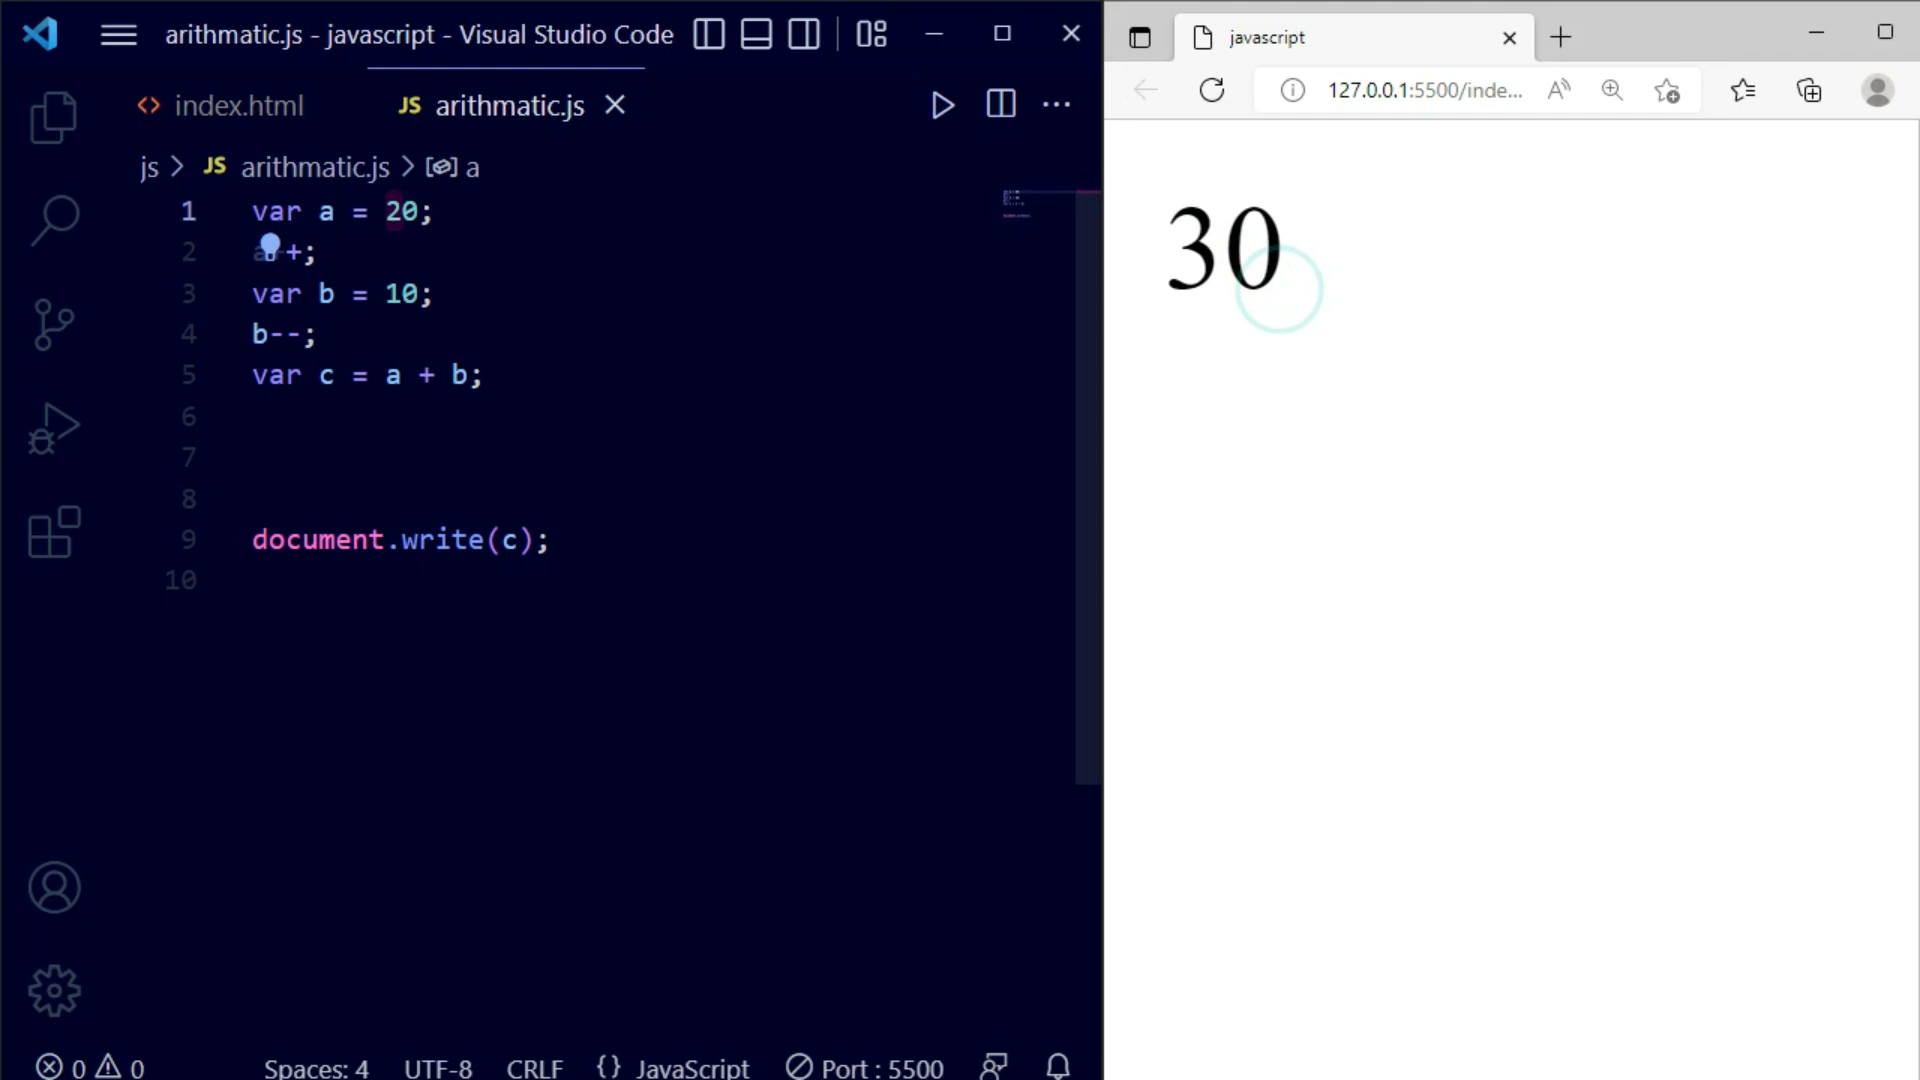 arithmatic.js - javascript - Visual Studio Code
index.html
JS arithmatic.js
js > JS arithmatic.js > a
1 var a = 20;
2 a++;
3 var b = 10;
4 b--;
5 var c = a + b;
6
7
8
9 document.write(c);
10
0 0 Spaces: 4 UTF-8 CRLF {} JavaScript Port : 5500
javascript
127.0.0.1:5500/inde...
30